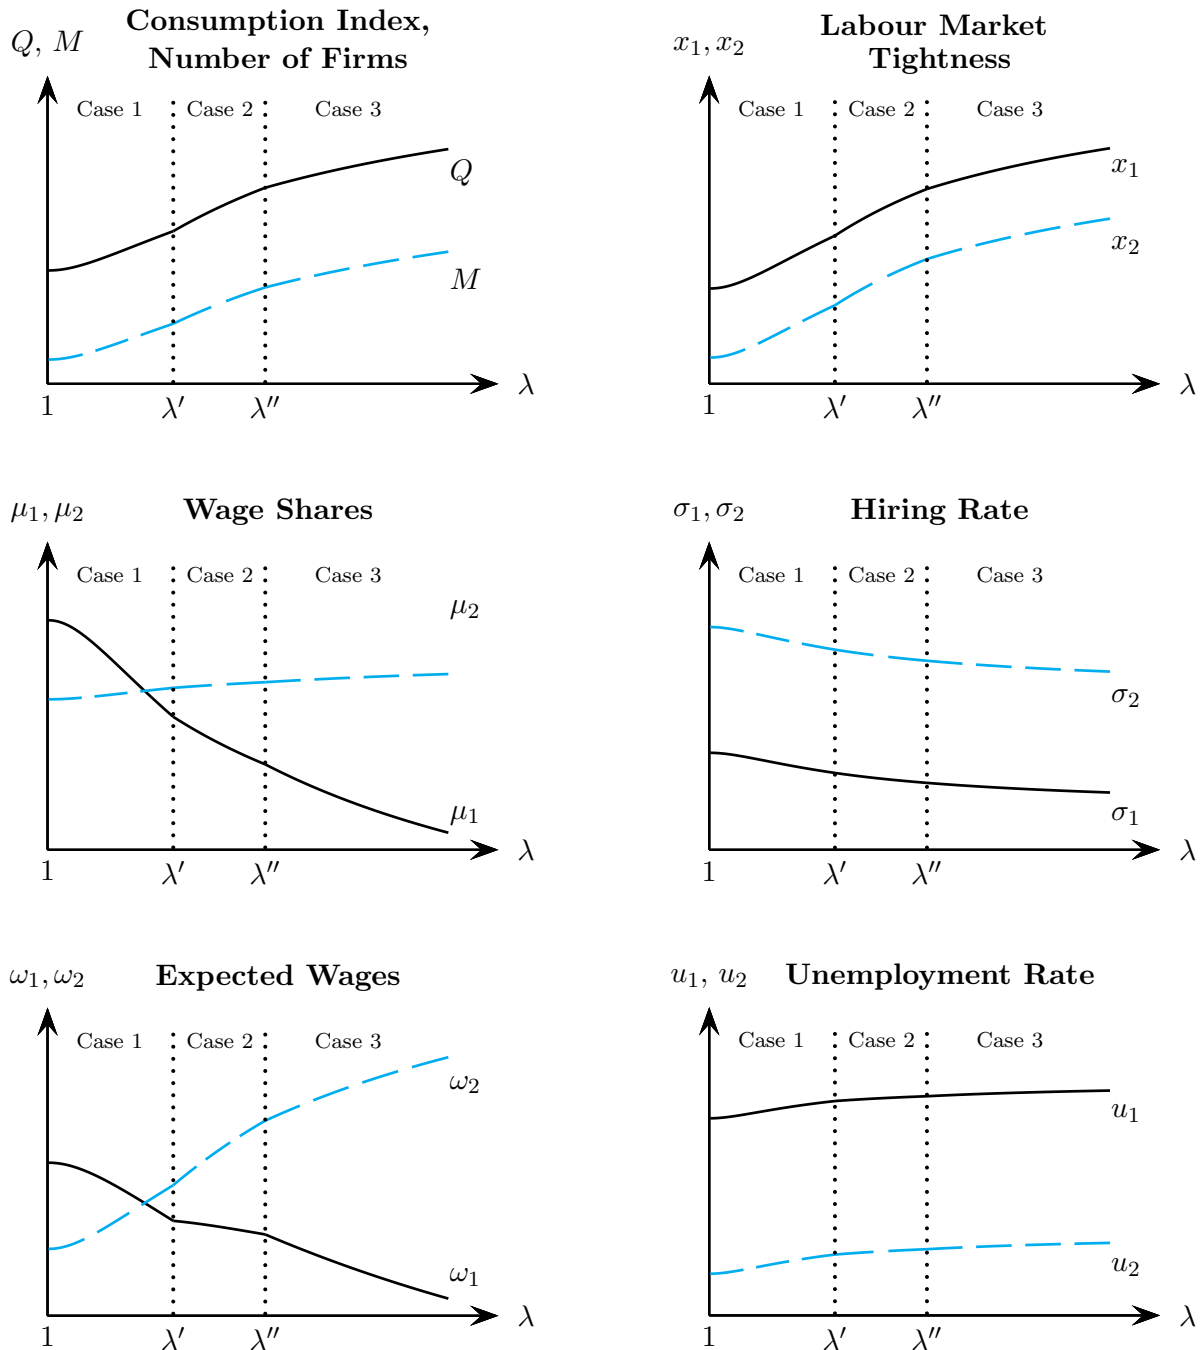 Consumption Index,
Number of Firms
Q, M
Case 1 Case 2 Case 3
Q
M
λ
1 λ′ λ′′
Labour Market
Tightness
x₁, x₂
Case 1 Case 2 Case 3
x₁
x₂
λ
1 λ′ λ′′
Wage Shares
μ₁, μ₂
Case 1 Case 2 Case 3
μ₂
μ₁
λ
1 λ′ λ′′
Hiring Rate
σ₁, σ₂
Case 1 Case 2 Case 3
σ₂
σ₁
λ
1 λ′ λ′′
Expected Wages
ω₁, ω₂
Case 1 Case 2 Case 3
ω₂
ω₁
λ
1 λ′ λ′′
Unemployment Rate
u₁, u₂
Case 1 Case 2 Case 3
u₁
u₂
λ
1 λ′ λ′′